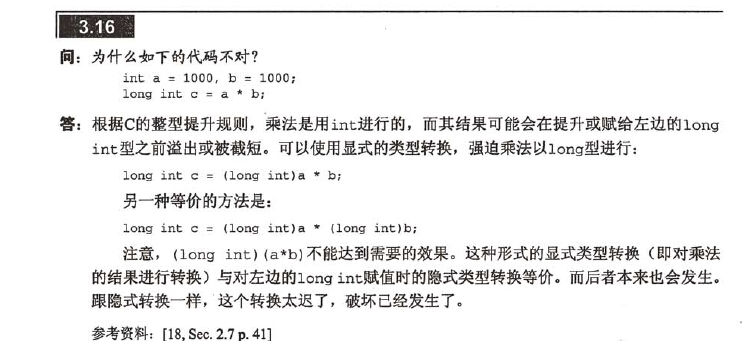 3.16
问：为什么如下的代码不对？
int a = 1000, b = 1000;
long int c = a * b;
答：根据C的整型提升规则，乘法是用int进行的，而其结果可能会在提升或赋给左边的long
int型之前溢出或被截短。可以使用显式的类型转换，强迫乘法以long型进行：
long int c = (long int)a * b;
另一种等价的方法是：
long int c = (long int)a * (long int)b;
注意，(long int)(a*b)不能达到需要的效果。这种形式的显式类型转换（即对乘法
的结果进行转换）与对左边的long int赋值时的隐式类型转换等价。而后者本来也会发生。
跟隐式转换一样，这个转换太迟了，破坏已经发生了。
参考资料：[18, Sec. 2.7 p. 41]